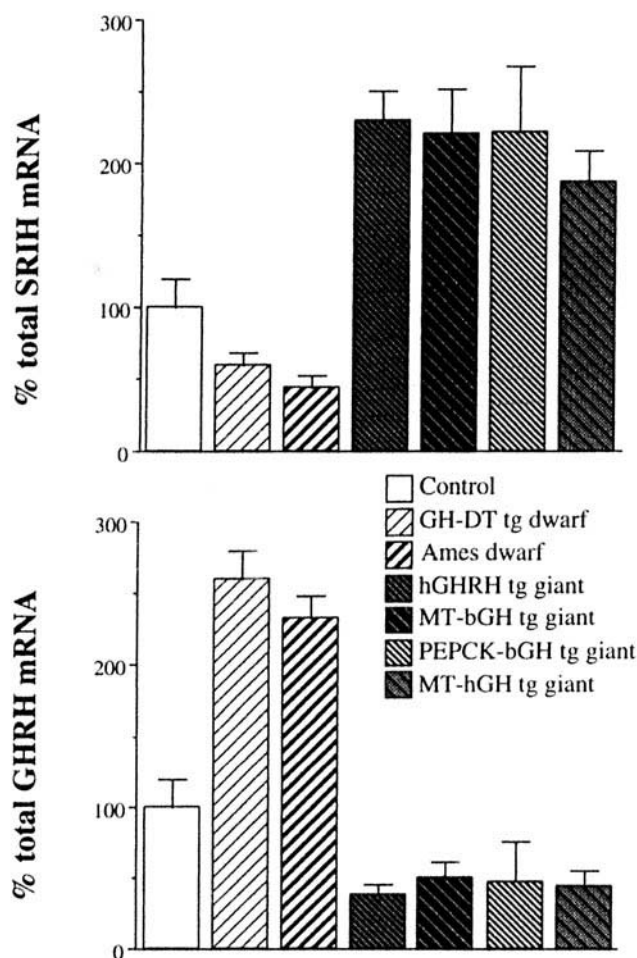 % total SRIH mRNA
300
200
100
0
Control
GH-DT tg dwarf
Ames dwarf
hGHRH tg giant
MT-bGH tg giant
PEPCK-bGH tg giant
MT-hGH tg giant
% total GHRH mRNA
300
200
100
0